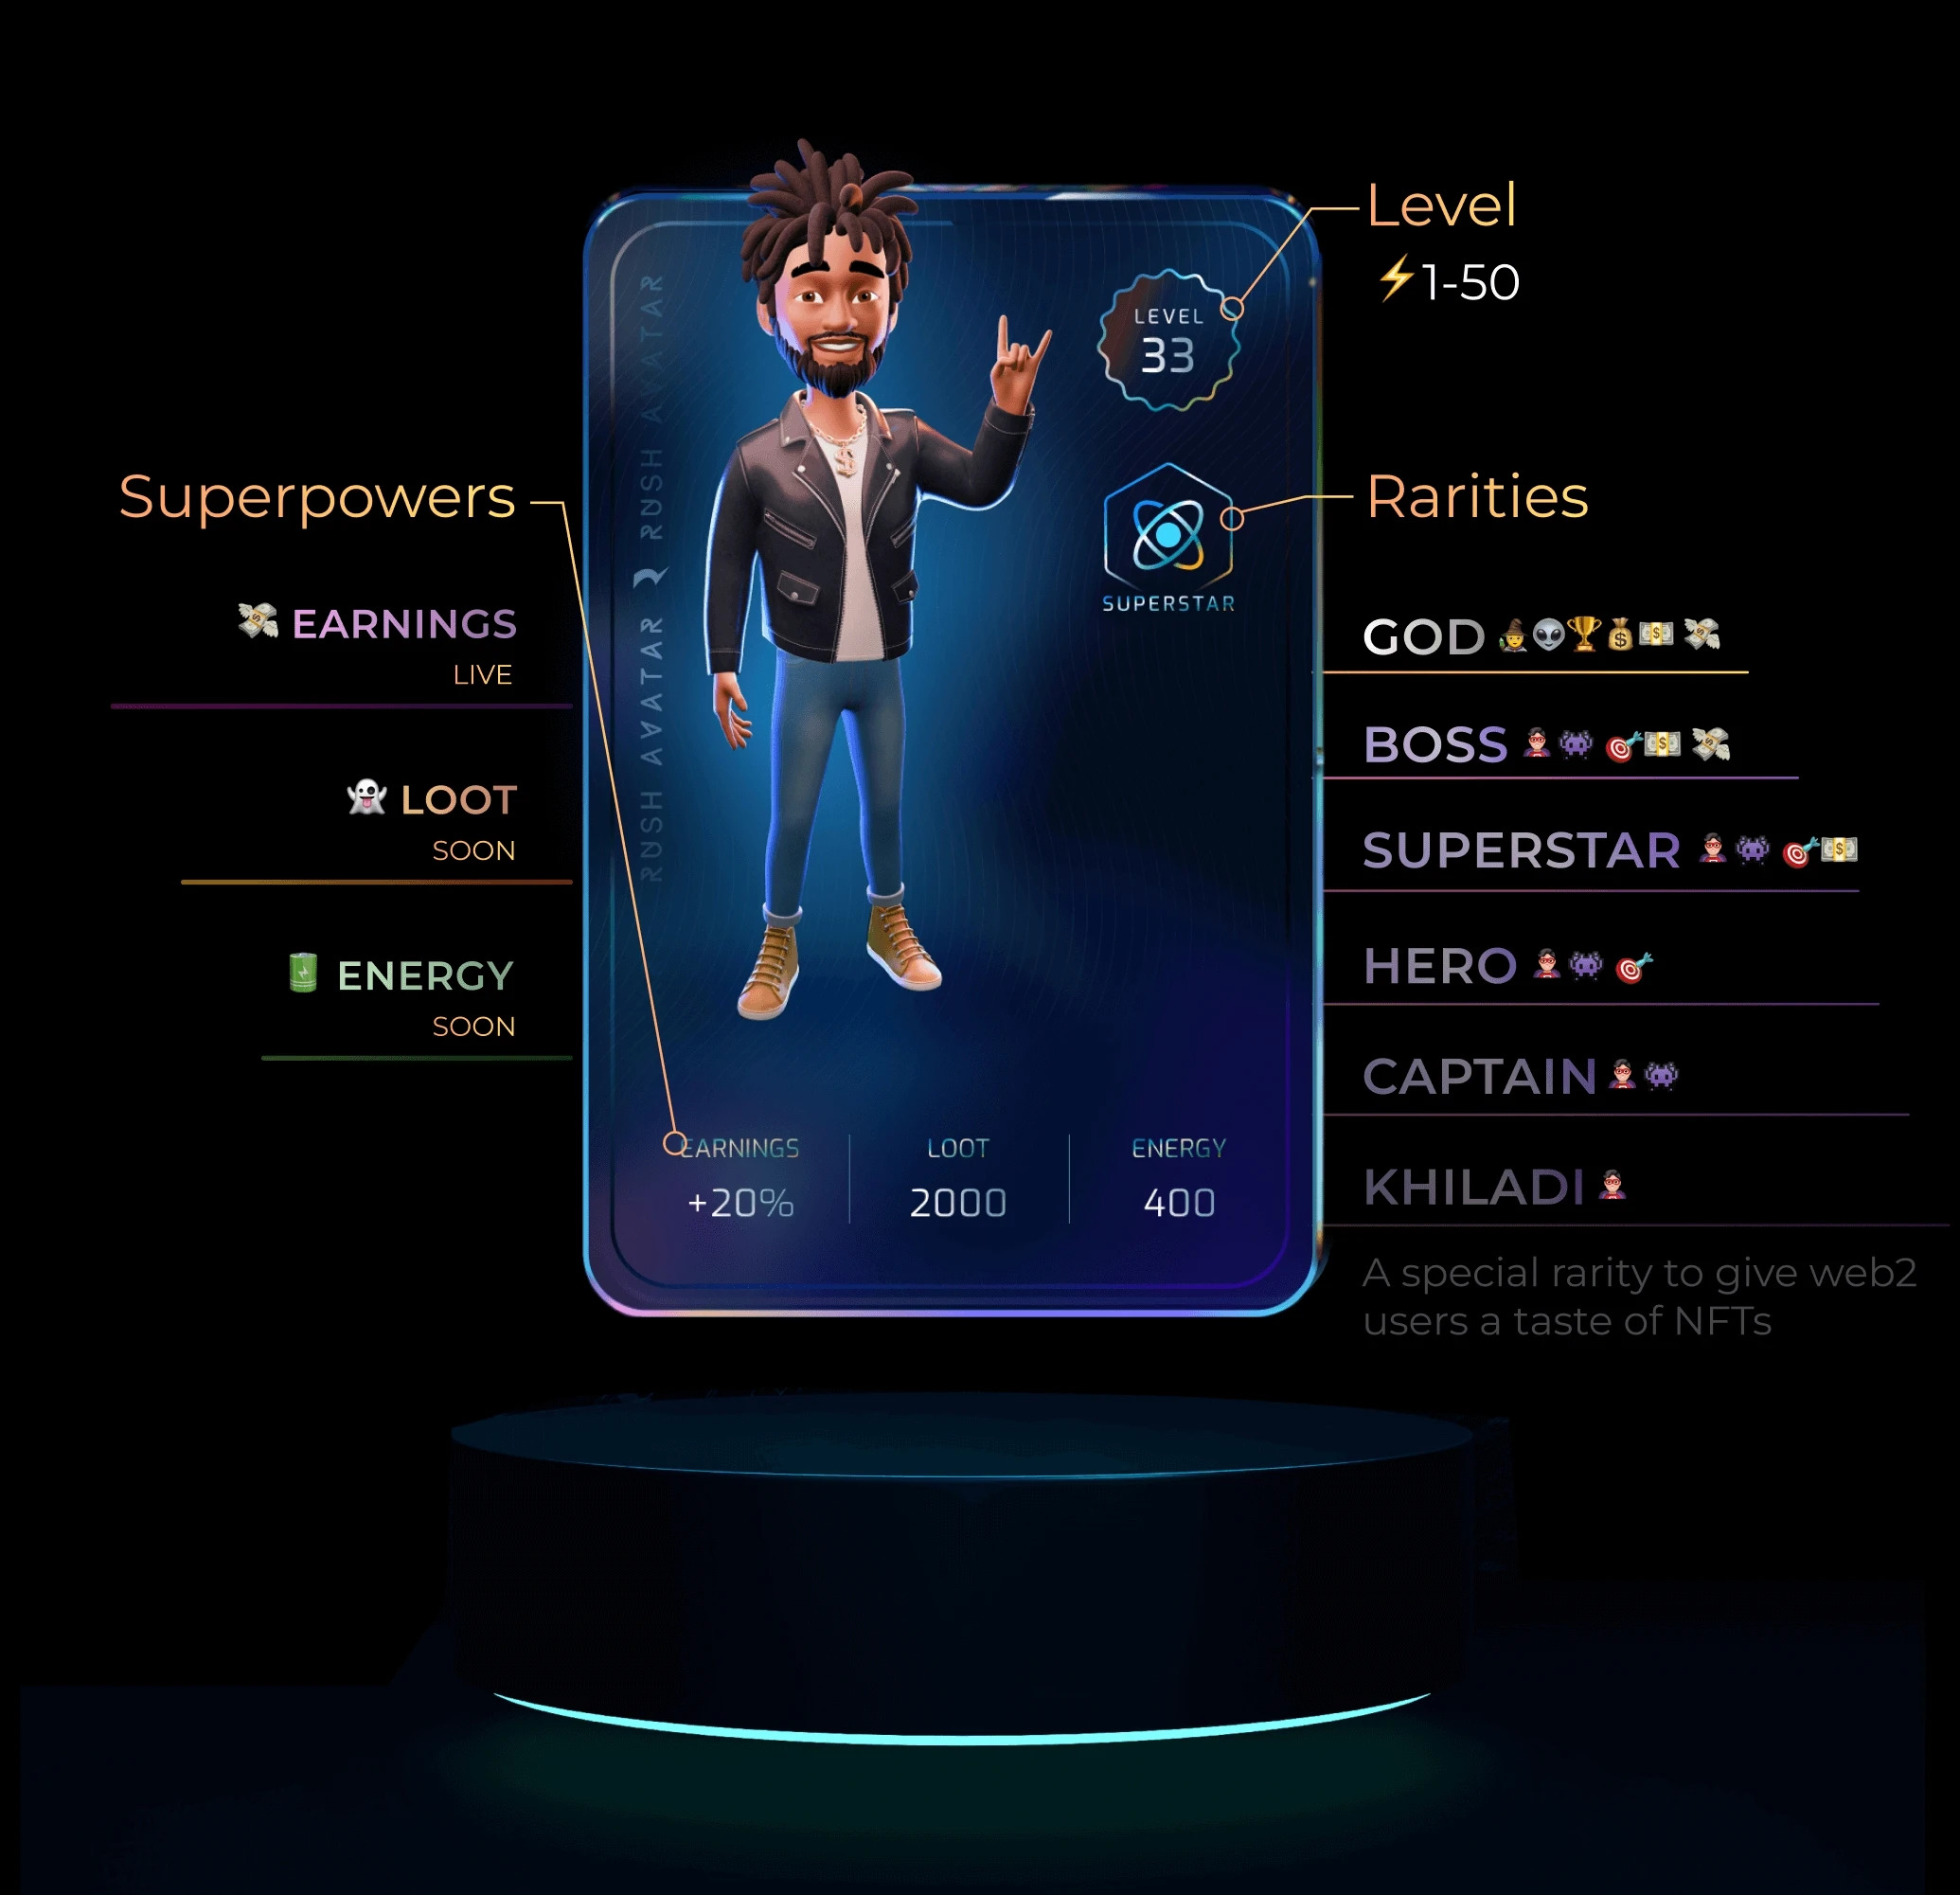 Level
⚡1-50
Superpowers
💸 EARNINGS
LIVE
👻 LOOT
SOON
🔋 ENERGY
SOON
RUSH AVATAR RUSH AVATAR
LEVEL
33
SUPERSTAR
EARNINGS
+20%
LOOT
2000
ENERGY
400
Rarities
GOD
BOSS
SUPERSTAR
HERO
CAPTAIN
KHILADI
A special rarity to give web2
users a taste of NFTs